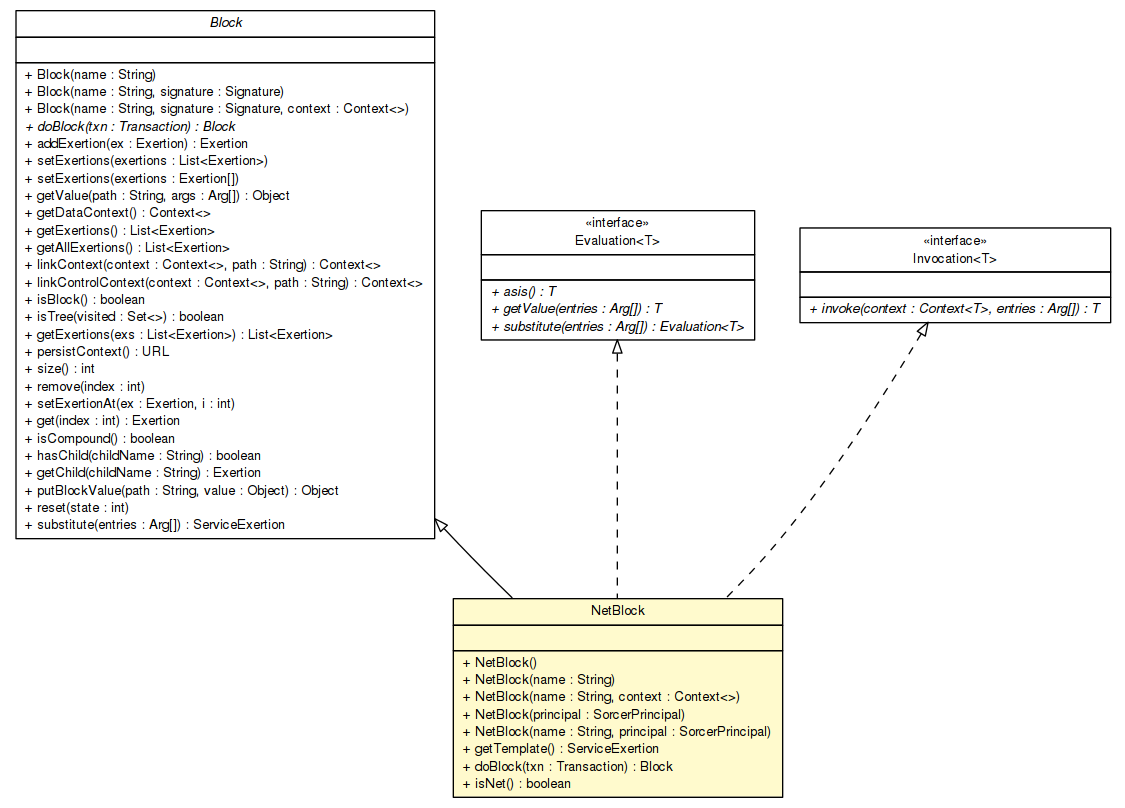 Block
+ Block(name : String)
+ Block(name : String, signature : Signature)
+ Block(name : String, signature : Signature, context : Context<>)
+ doBlock(txn : Transaction) : Block
+ addExertion(ex : Exertion) : Exertion
+ setExertions(exertions : List<Exertion>)
+ setExertions(exertions : Exertion[])
+ getValue(path : String, args : Arg[]) : Object
+ getDataContext() : Context<>
+ getExertions() : List<Exertion>
+ getAllExertions() : List<Exertion>
+ linkContext(context : Context<>, path : String) : Context<>
+ linkControlContext(context : Context<>, path : String) : Context<>
+ isBlock() : boolean
+ isTree(visited : Set<>) : boolean
+ getExertions(exs : List<Exertion>) : List<Exertion>
+ persistContext() : URL
+ size() : int
+ remove(index : int)
+ setExertionAt(ex : Exertion, i : int)
+ get(index : int) : Exertion
+ isCompound() : boolean
+ hasChild(childName : String) : boolean
+ getChild(childName : String) : Exertion
+ putBlockValue(path : String, value : Object) : Object
+ reset(state : int)
+ substitute(entries : Arg[]) : ServiceExertion
«interface»
Evaluation<T>
+ asis() : T
+ getValue(entries : Arg[]) : T
+ substitute(entries : Arg[]) : Evaluation<T>
«interface»
Invocation<T>
+ invoke(context : Context<T>, entries : Arg[]) : T
NetBlock
+ NetBlock()
+ NetBlock(name : String)
+ NetBlock(name : String, context : Context<>)
+ NetBlock(principal : SorcerPrincipal)
+ NetBlock(name : String, principal : SorcerPrincipal)
+ getTemplate() : ServiceExertion
+ doBlock(txn : Transaction) : Block
+ isNet() : boolean